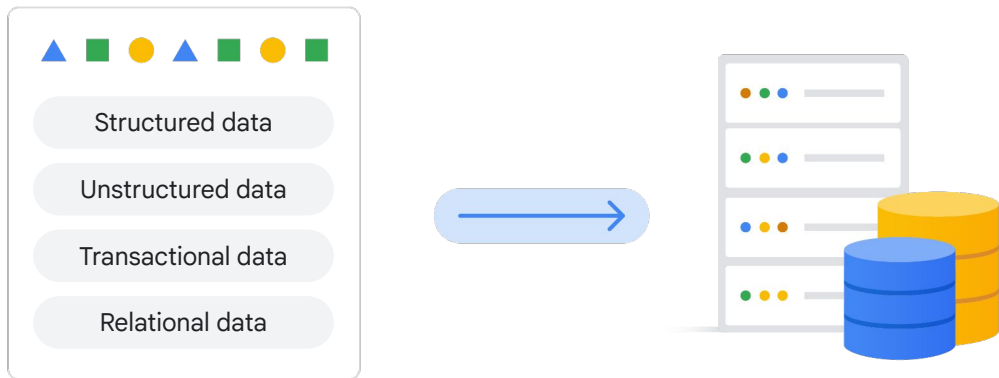 Structured data
Unstructured data
Transactional data
Relational data